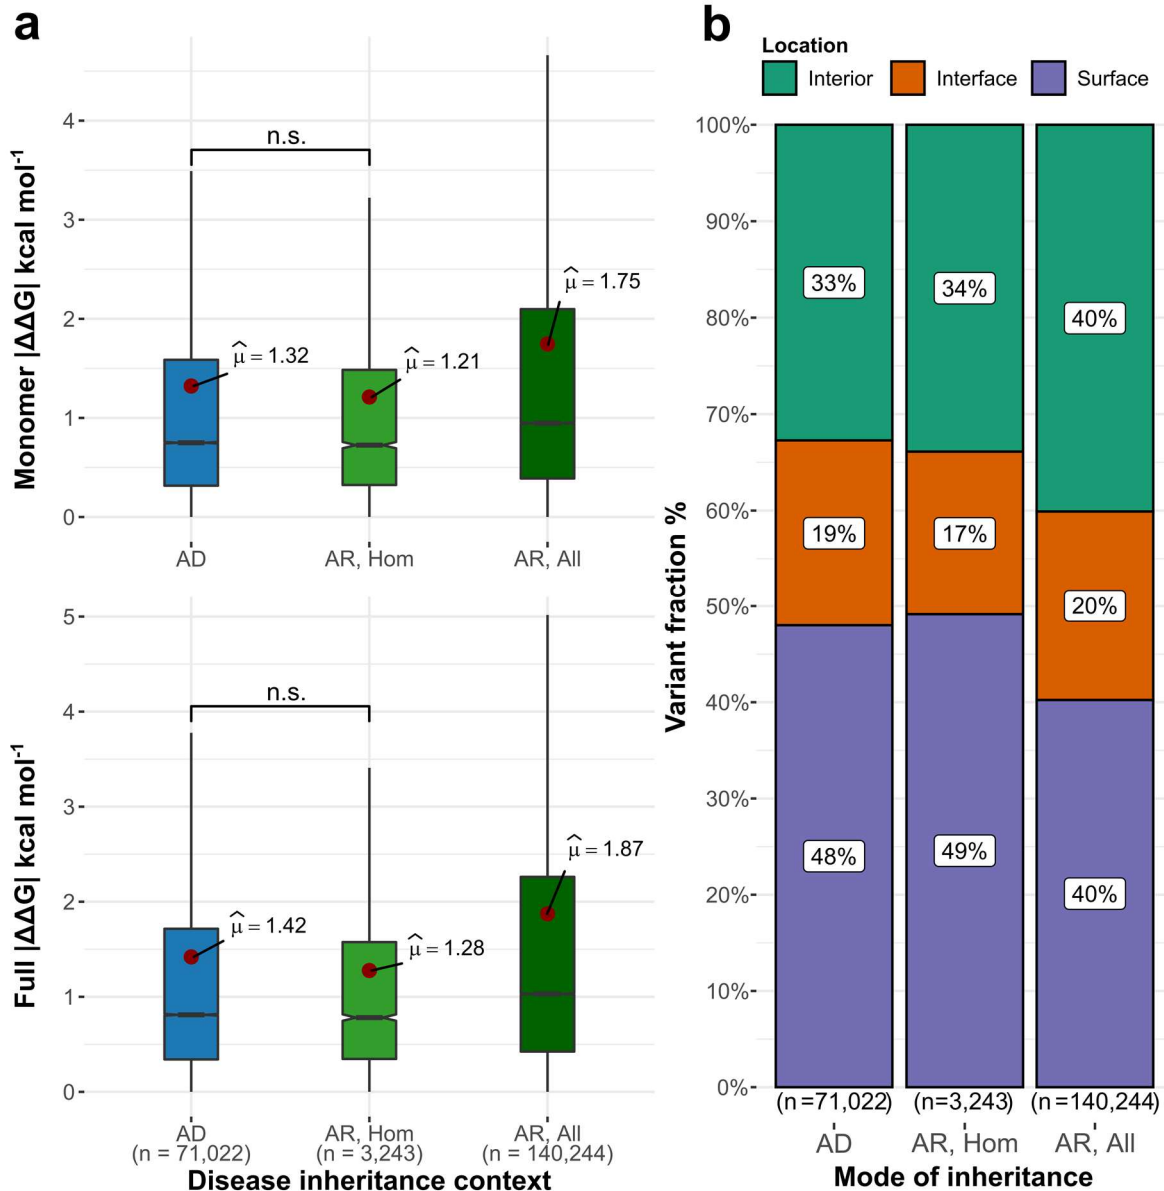 a
Monomer |ΔΔG| kcal mol⁻¹
4
3
2
1
0
n.s.
μ̂ = 1.32
μ̂ = 1.21
μ̂ = 1.75
AD
AR, Hom
AR, All
Full |ΔΔG| kcal mol⁻¹
5
4
3
2
1
0
n.s.
μ̂ = 1.42
μ̂ = 1.28
μ̂ = 1.87
AD
(n = 71,022)
AR, Hom
(n = 3,243)
AR, All
(n = 140,244)
Disease inheritance context
b
Location
Interior
Interface
Surface
Variant fraction %
100%
90%
80%
70%
60%
50%
40%
30%
20%
10%
0%
33%
34%
40%
19%
17%
20%
48%
49%
40%
(n =71,022)
(n=3,243)
(n =140,244)
AD
AR, Hom
AR, All
Mode of inheritance